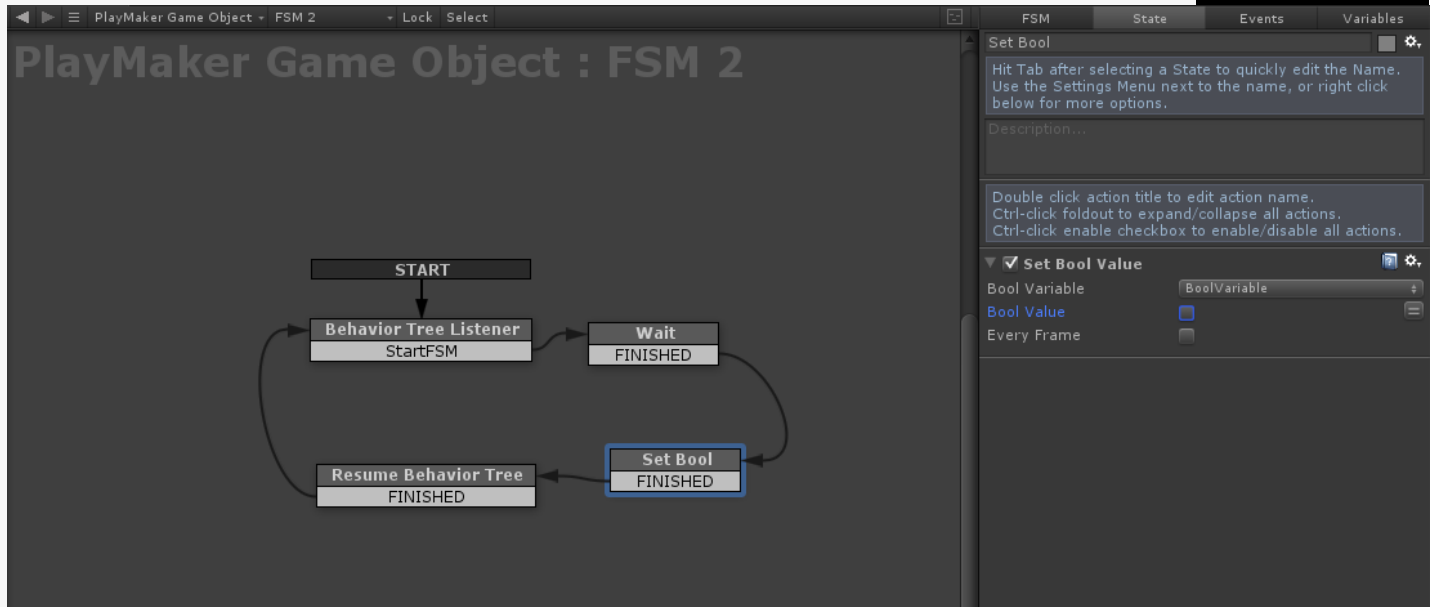 PlayMaker Game Object FSM 2 Lock Select
PlayMaker Game Object : FSM 2
START
Behavior Tree Listener
StartFSM
Wait
FINISHED
Set Bool
FINISHED
Resume Behavior Tree
FINISHED
FSM State Events Variables
Set Bool
Hit Tab after selecting a State to quickly edit the Name.
Use the Settings Menu next to the name, or right click
below for more options.
Description...
Double click action title to edit action name.
Ctrl-click foldout to expand/collapse all actions.
Ctrl-click enable checkbox to enable/disable all actions.
Set Bool Value
Bool Variable BoolVariable
Bool Value
Every Frame